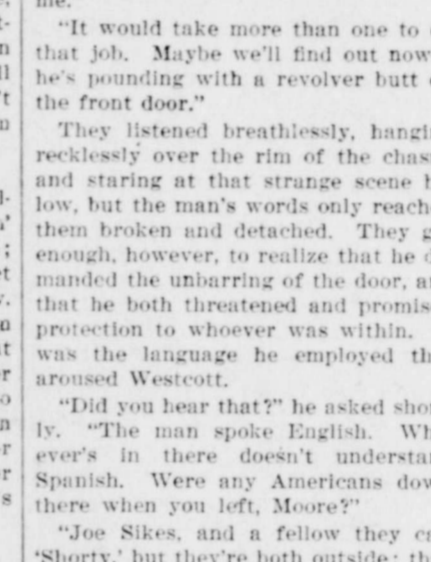 me.
"It would take more than one to
that job. Maybe we'll find out now
he's pounding with a revolver butt
the front door."
They listened breathlessly, hangi
recklessly over the rim of the chas
and staring at that strange scene b
low, but the man's words only reach
them broken and detached. They g
enough, however, to realize that he d
manded the unbarring of the door, a
that he both threatened and promis
protection to whoever was within.
was the language he employed th
aroused Westcott.
"Did you hear that?" he asked shor
ly. "The man spoke English. Wh
ever's in there doesn't understa
Spanish. Were any Americans dow
there when you left, Moore?"
"Joe Sikes, and a fellow they ca
'Shorty,' but they're both outside; th